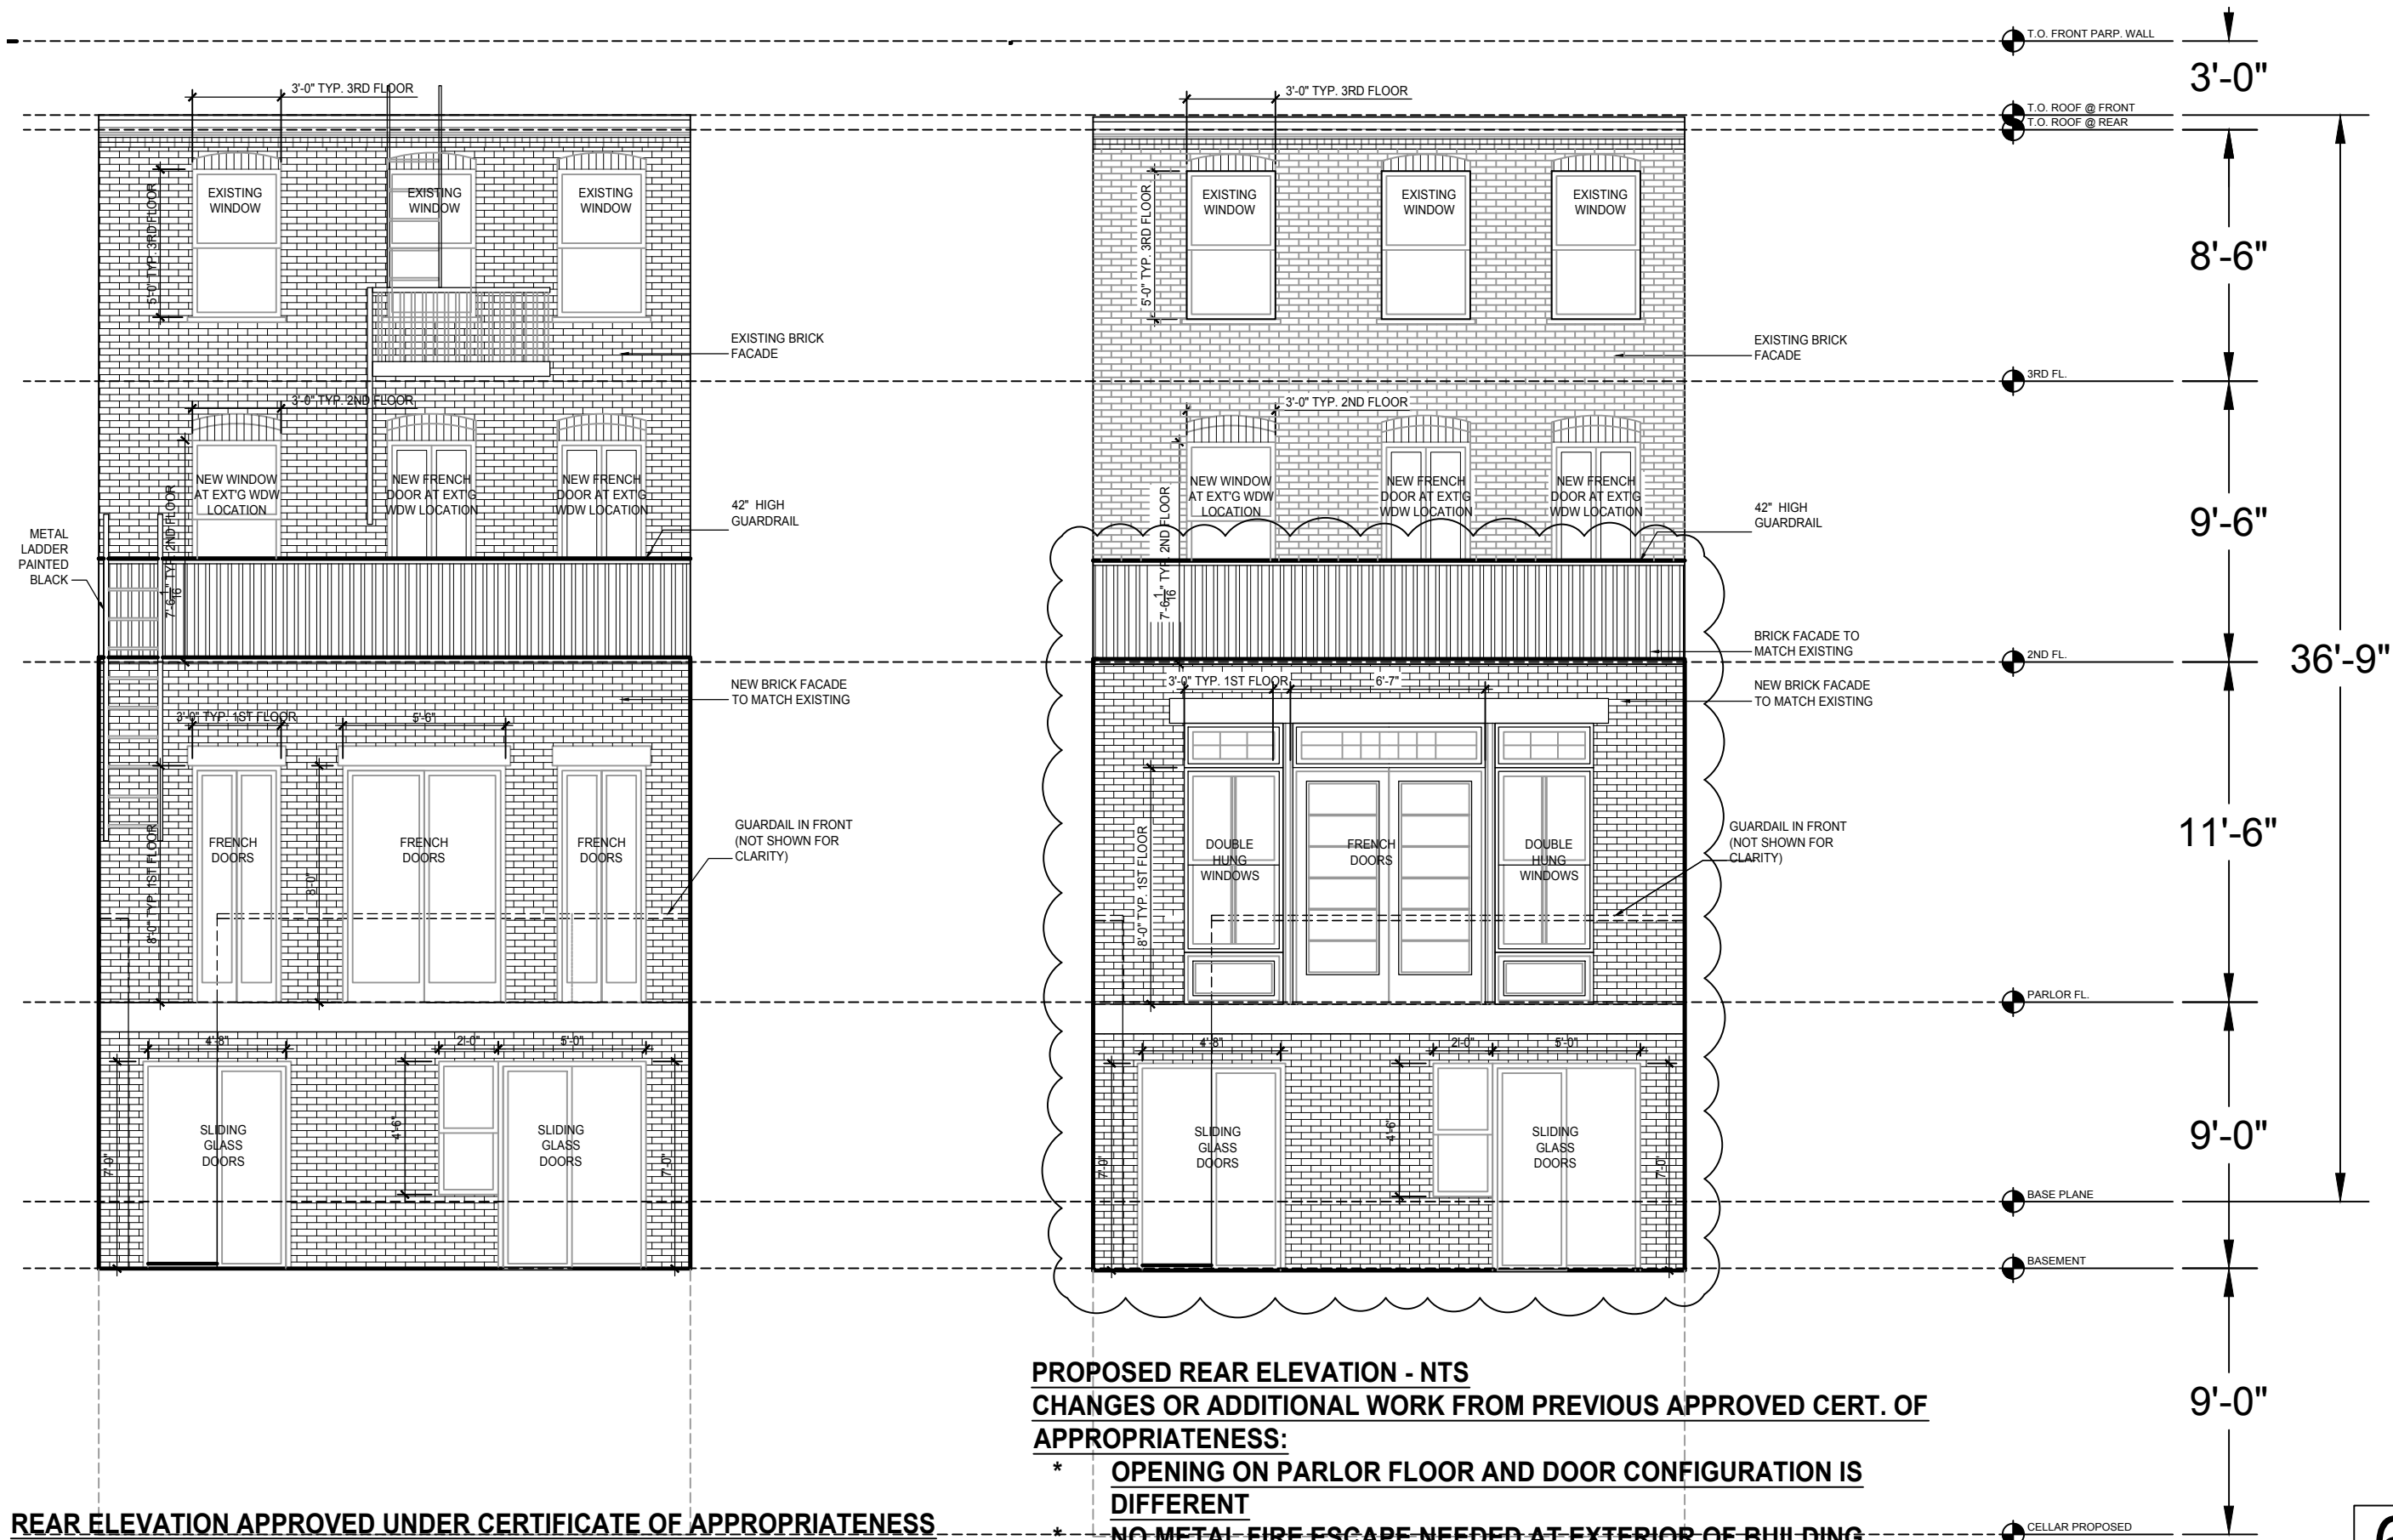 T.O. FRONT PARP. WALL
3'-0"
3'-0" TYP. 3RD FLOOR
3'-0" TYP. 3RD FLOOR
T.O. ROOF @ FRONT
T.O. ROOF @ REAR
EXISTING
WINDOW
EXISTING
WINDOW
EXISTING
WINDOW
5'-0" TYP. 3RD FLOOR
EXISTING
WINDOW
EXISTING
WINDOW
EXISTING
WINDOW
5'-0" TYP. 3RD FLOOR
8'-6"
EXISTING BRICK
FACADE
EXISTING BRICK
FACADE
3RD FL.
3'-0" TYP. 2ND FLOOR
3'-0" TYP. 2ND FLOOR
NEW WINDOW
AT EXT'G WDW
LOCATION
NEW FRENCH
DOOR AT EXT'G
WDW LOCATION
NEW FRENCH
DOOR AT EXT'G
WDW LOCATION
42" HIGH
GUARDRAIL
NEW WINDOW
AT EXT'G WDW
LOCATION
NEW FRENCH
DOOR AT EXT'G
WDW LOCATION
NEW FRENCH
DOOR AT EXT'G
WDW LOCATION
42" HIGH
GUARDRAIL
9'-6"
METAL
LADDER
PAINTED
BLACK
7'-6 1/16" TYP. 2ND FLOOR
7'-6 1/16" TYP. 2ND FLOOR
BRICK FACADE TO
MATCH EXISTING
2ND FL.
36'-9"
NEW BRICK FACADE
TO MATCH EXISTING
3'-0" TYP. 1ST FLOOR
6'-7"
NEW BRICK FACADE
TO MATCH EXISTING
3'-0" TYP. 1ST FLOOR
5'-6"
FRENCH
DOORS
FRENCH
DOORS
FRENCH
DOORS
8'-0" TYP. 1ST FLOOR
8'-0"
GUARDAIL IN FRONT
(NOT SHOWN FOR
CLARITY)
DOUBLE
HUNG
WINDOWS
FRENCH
DOORS
DOUBLE
HUNG
WINDOWS
8'-0" TYP. 1ST FLOOR
GUARDAIL IN FRONT
(NOT SHOWN FOR
CLARITY)
11'-6"
PARLOR FL.
4'-8"
2'-0"
5'-0"
4'-8"
2'-0"
5'-0"
7'-0"
SLIDING
GLASS
DOORS
4'-6"
SLIDING
GLASS
DOORS
7'-0"
7'-0"
SLIDING
GLASS
DOORS
4'-6"
SLIDING
GLASS
DOORS
7'-0"
9'-0"
BASE PLANE
BASEMENT
PROPOSED REAR ELEVATION - NTS
CHANGES OR ADDITIONAL WORK FROM PREVIOUS APPROVED CERT. OF
APPROPRIATENESS:
* OPENING ON PARLOR FLOOR AND DOOR CONFIGURATION IS
DIFFERENT
* NO METAL FIRE ESCAPE NEEDED AT EXTERIOR OF BUILDING
9'-0"
REAR ELEVATION APPROVED UNDER CERTIFICATE OF APPROPRIATENESS
CELLAR PROPOSED